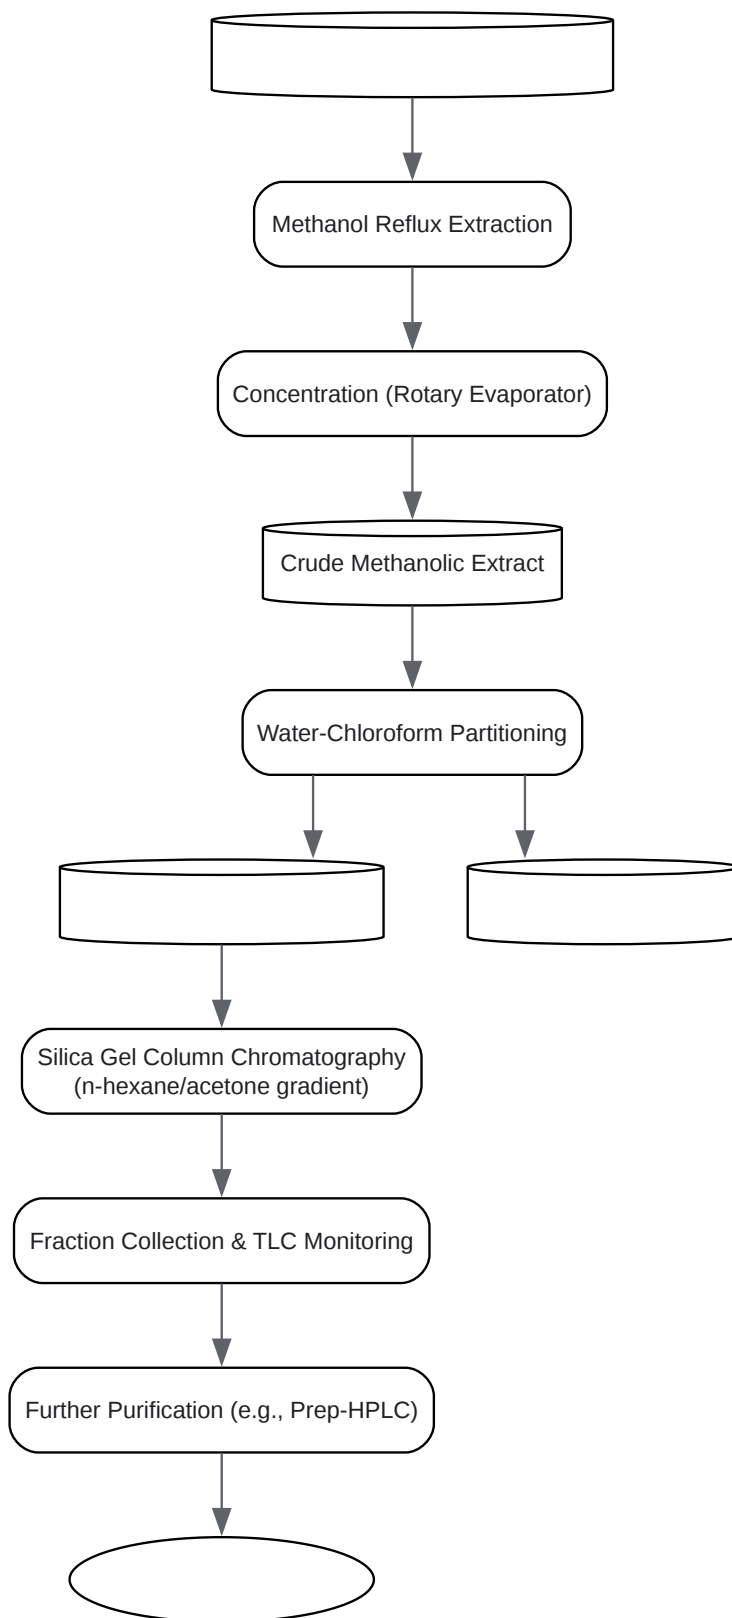 Methanol Reflux Extraction
Concentration (Rotary Evaporator)
Crude Methanolic Extract
Water-Chloroform Partitioning
Silica Gel Column Chromatography
(n-hexane/acetone gradient)
Fraction Collection & TLC Monitoring
Further Purification (e.g., Prep-HPLC)